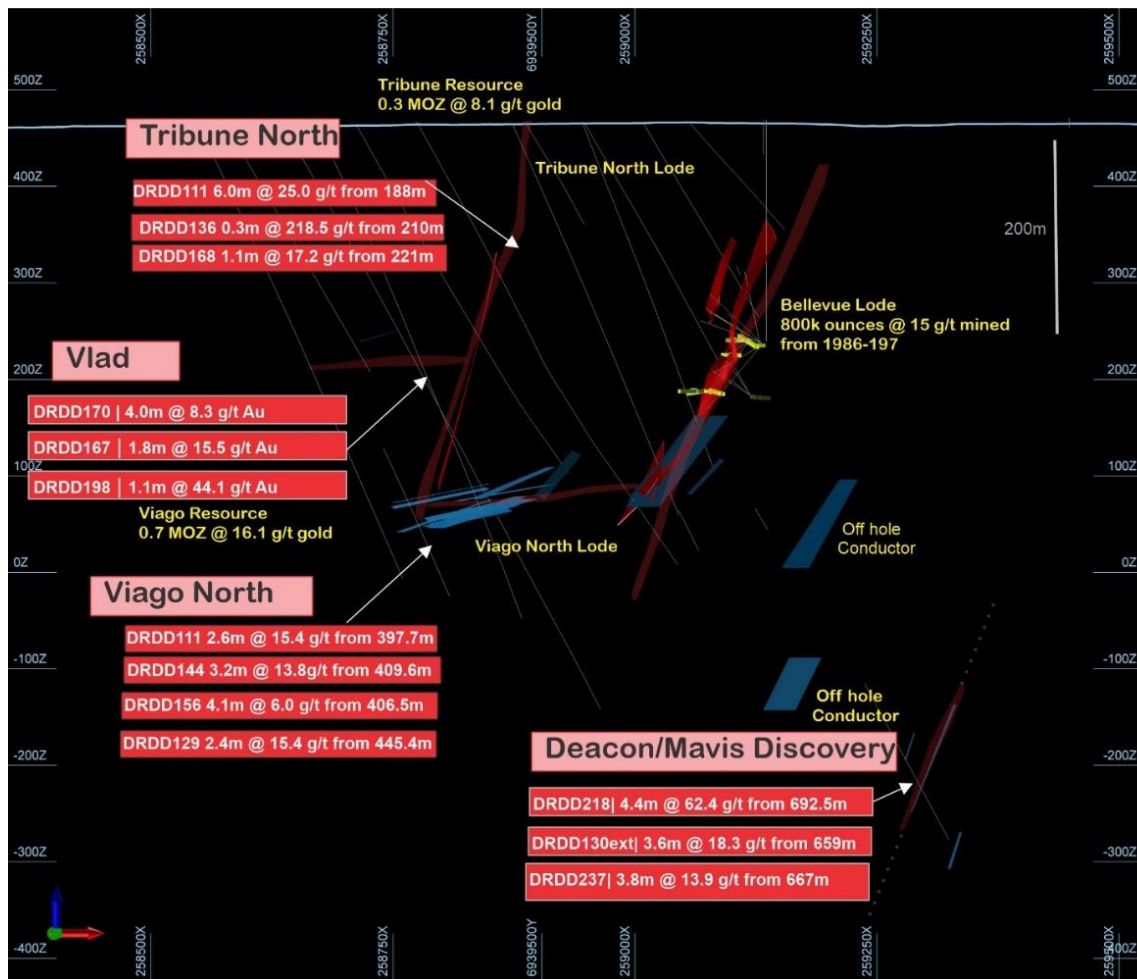 258500X
258750X
6939500Y
259000X
259250X
259500X
500Z
500Z
Tribune Resource
0.3 MOZ @ 8.1 g/t gold
Tribune North
Tribune North Lode
400Z
400Z
DRDD111 6.0m @ 25.0 g/t from 188m
DRDD136 0.3m @ 218.5 g/t from 210m
DRDD168 1.1m @ 17.2 g/t from 221m
200m
300Z
300Z
Bellevue Lode
800k ounces @ 15 g/t mined
from 1986-197
Vlad
200Z
200Z
DRDD170 | 4.0m @ 8.3 g/t Au
DRDD167 | 1.8m @ 15.5 g/t Au
DRDD198 | 1.1m @ 44.1 g/t Au
100Z
100Z
Viago Resource
0.7 MOZ @ 16.1 g/t gold
Viago North Lode
Off hole
Conductor
0Z
0Z
Viago North
DRDD111 2.6m @ 15.4 g/t from 397.7m
DRDD144 3.2m @ 13.8g/t from 409.6m
DRDD156 4.1m @ 6.0 g/t from 406.5m
DRDD129 2.4m @ 15.4 g/t from 445.4m
-100Z
-100Z
Off hole
Conductor
Deacon/Mavis Discovery
-200Z
-200Z
DRDD218| 4.4m @ 62.4 g/t from 692.5m
DRDD130ext| 3.6m @ 18.3 g/t from 659m
DRDD237| 3.8m @ 13.9 g/t from 667m
-300Z
-300Z
-400Z
-400Z
258500X
258750X
6939500Y
259000X
259250X
259500X